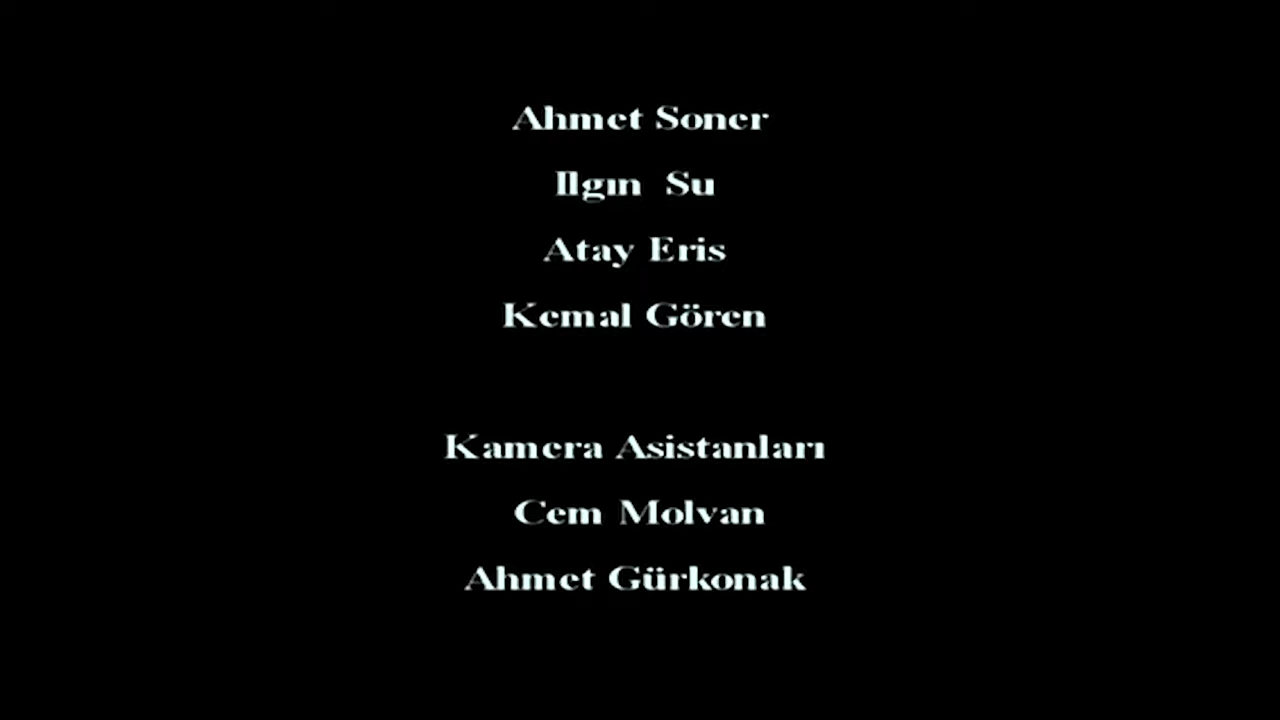 Ahmet Soner
Ilgın Su
Atay Eris
Kemal Gören
Kamera Asistanları
Cem Molvan
Ahmet Gürkonak